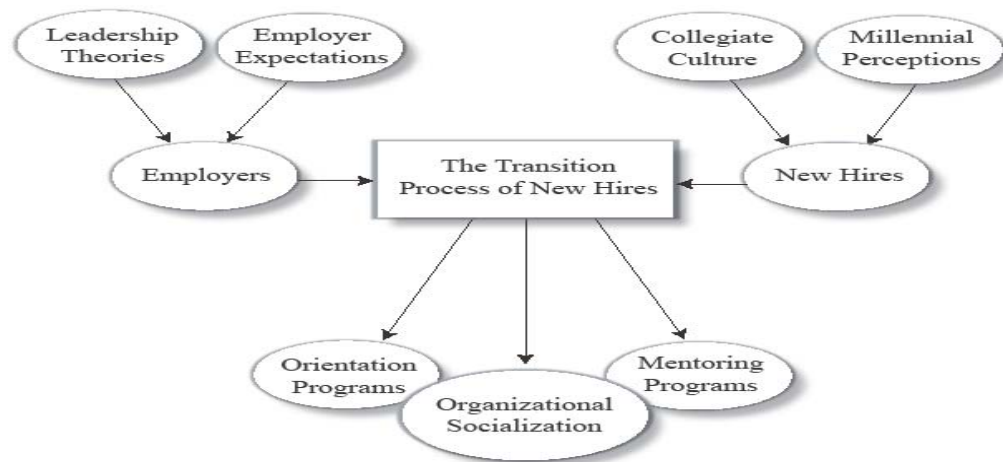 Leadership
Theories
Employer
Expectations
Collegiate
Culture
Millennial
Perceptions
Employers
The Transition
Process of New Hires
New Hires
Orientation
Programs
Organizational
Socialization
Mentoring
Programs